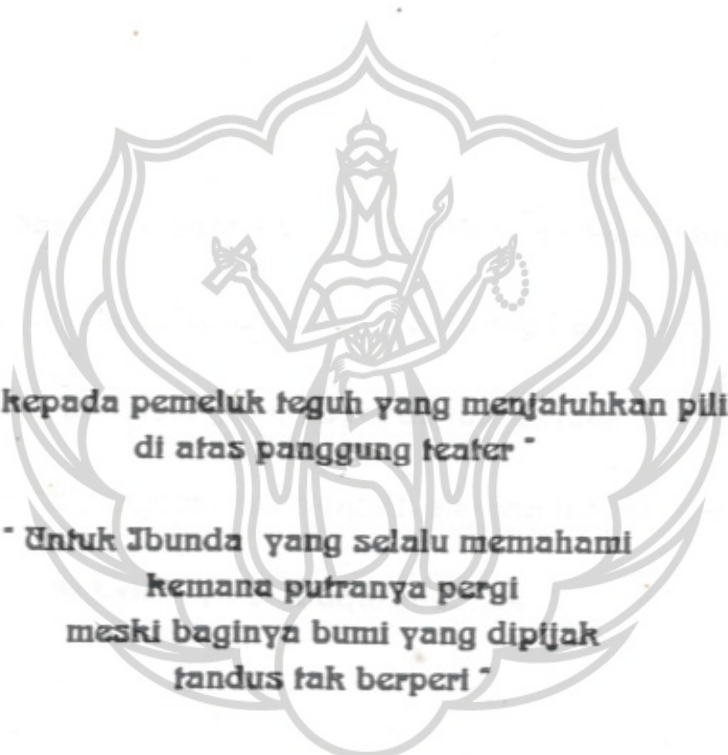 kepada pemeluk teguh yang menjatuhkan pili
di atas panggung teater "
" Untuk Ibunda yang selalu memahami
kemana putranya pergi
meski baginya bumi yang dipijak
tandus tak berperi "